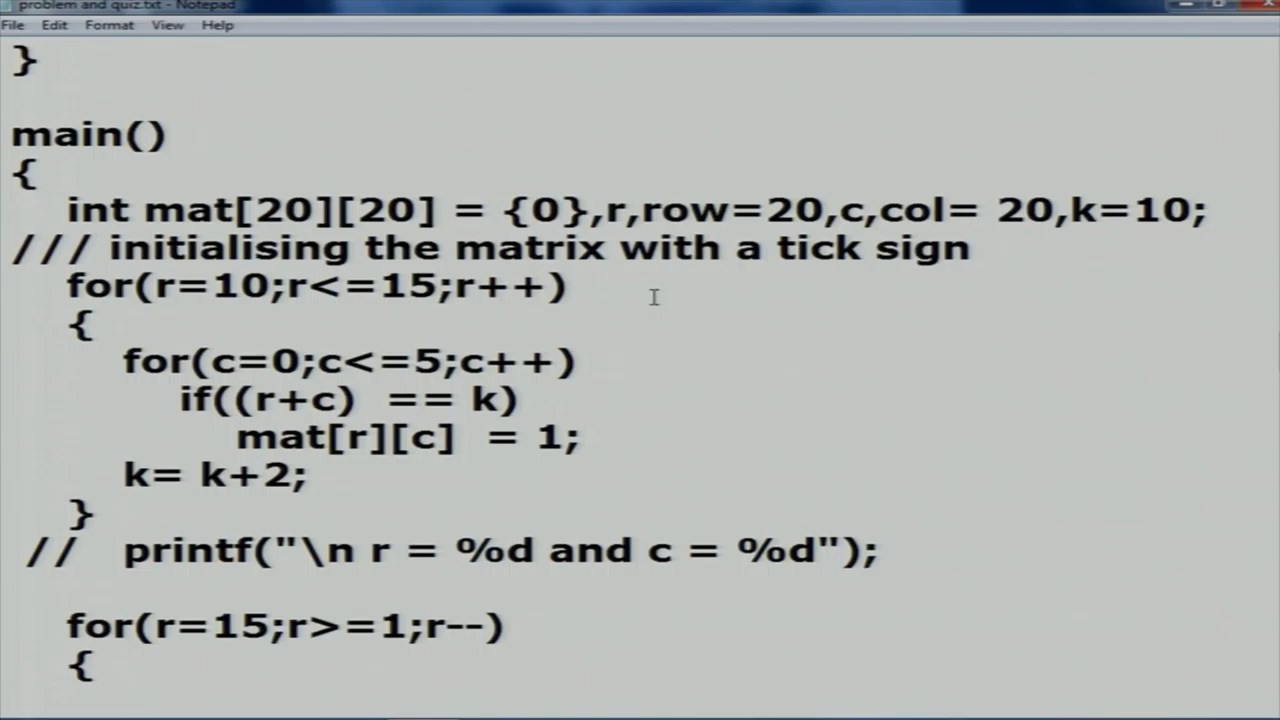 problem and quiz.txt - Notepad
File Edit Format View Help
}
main()
{
int mat[20][20] = {0},r,row=20,c,col= 20,k=10;
/// initialising the matrix with a tick sign
for(r=10;r<=15;r++)
{
for(c=0;c<=5;c++)
if((r+c) == k)
mat[r][c] = 1;
k= k+2;
}
// printf("\n r = %d and c = %d");
for(r=15;r>=1;r--)
{